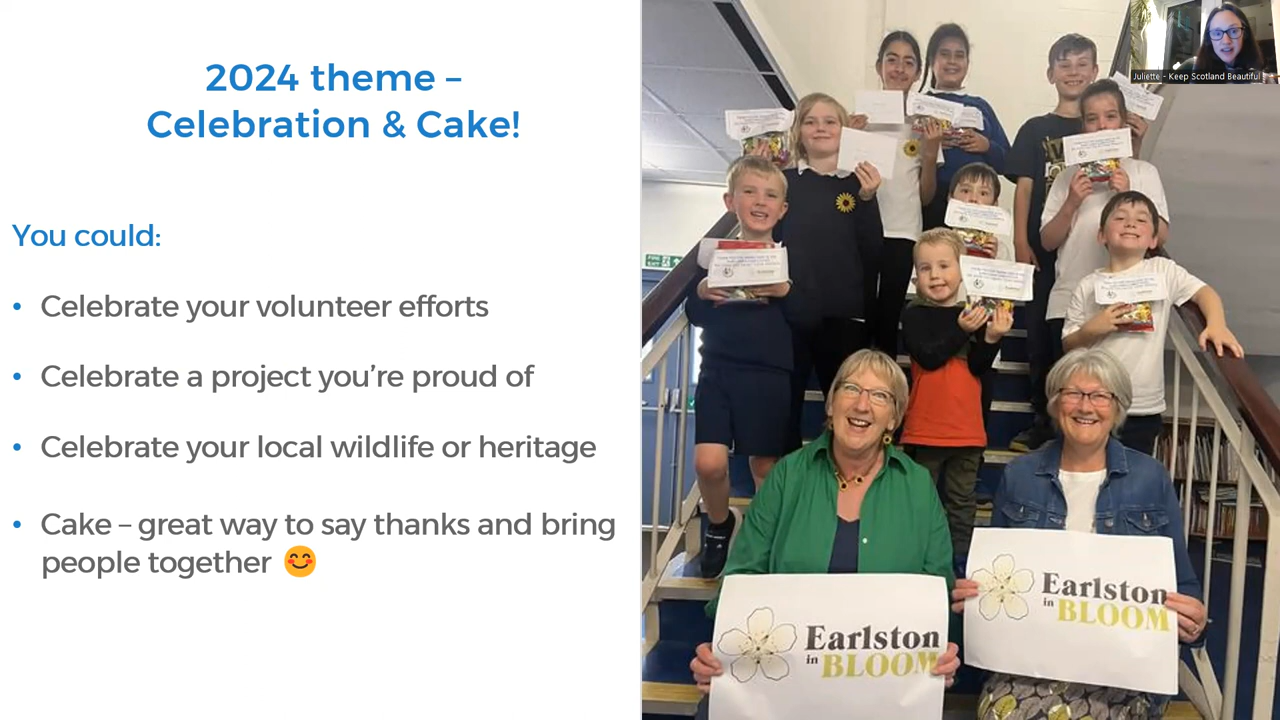 2024 theme –
Celebration & Cake!
You could:
• Celebrate your volunteer efforts
• Celebrate a project you’re proud of
• Celebrate your local wildlife or heritage
• Cake – great way to say thanks and bring
people together 😊
Juliette - Keep Scotland Beautiful
FIRE
EXIT
Earlston
in BLOOM
Earlston
in BLOOM